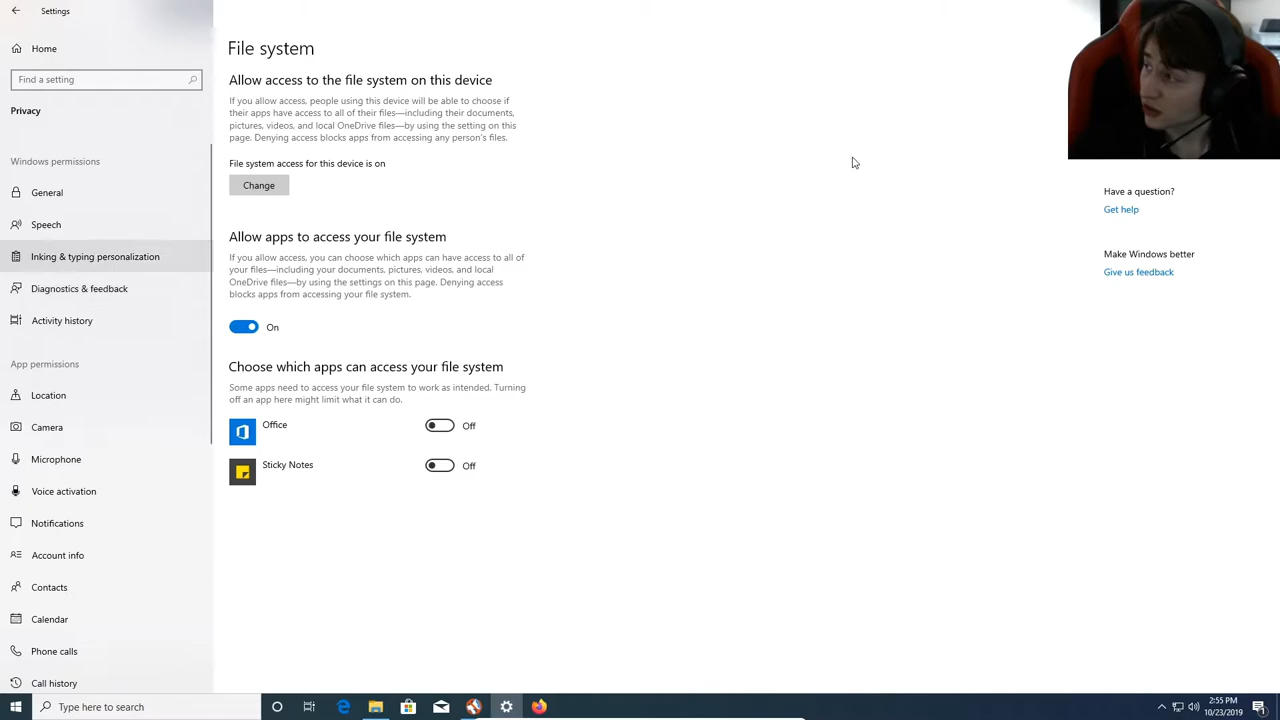 Settings
Home
Find a setting
Privacy
Windows permissions
General
Speech
Inking & typing personalization
Diagnostics & feedback
Activity history
App permissions
Location
Camera
Microphone
Voice activation
Notifications
Account info
Contacts
Calendar
Phone calls
Call history
File system
Allow access to the file system on this device
If you allow access, people using this device will be able to choose if
their apps have access to all of their files—including their documents,
pictures, videos, and local OneDrive files—by using the setting on this
page. Denying access blocks apps from accessing any person's files.
File system access for this device is on
Change
Allow apps to access your file system
If you allow access, you can choose which apps can have access to all of
your files—including your documents, pictures, videos, and local
OneDrive files—by using the settings on this page. Denying access
blocks apps from accessing your file system.
On
Choose which apps can access your file system
Some apps need to access your file system to work as intended. Turning
off an app here might limit what it can do.
Office
Off
Sticky Notes
Off
Have a question?
Get help
Make Windows better
Give us feedback
Type here to search
2:55 PM
10/23/2019
1